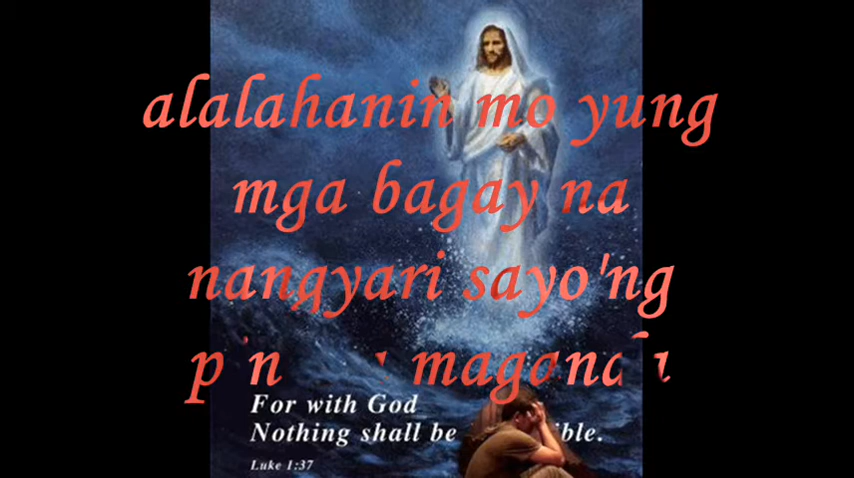 alalahanin mo yung
mga bagay na
nangyari sayo'ng
For with God
Nothing shall be
Luke 1:37